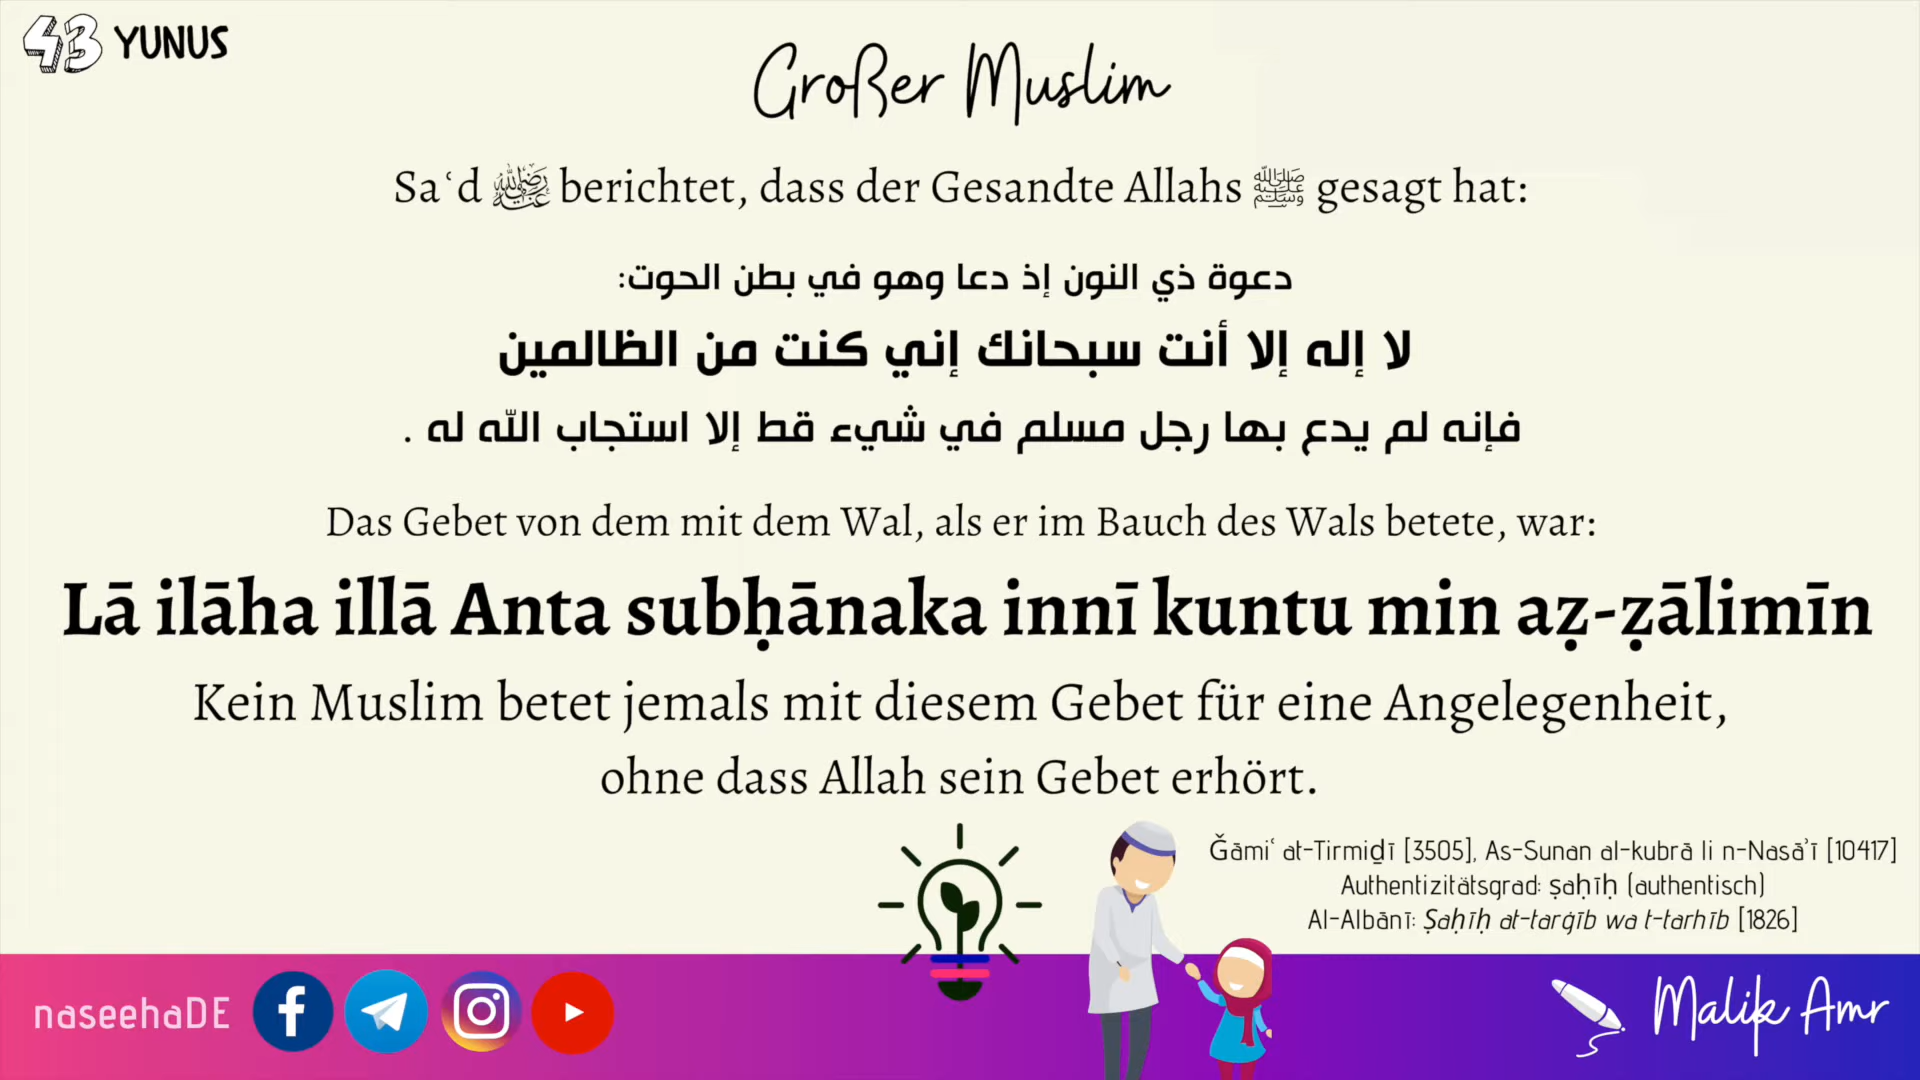 43 YUNUS
Großer Muslim
Saʿd رضي الله عنه berichtet, dass der Gesandte Allahs ﷺ gesagt hat:
دعوة ذي النون إذ دعا وهو في بطن الحوت:
لا إله إلا أنت سبحانك إني كنت من الظالمين
فإنه لم يدع بها رجل مسلم في شيء قط إلا استجاب الله له .
Das Gebet von dem mit dem Wal, als er im Bauch des Wals betete, war:
Lā ilāha illā Anta subḥānaka innī kuntu min aẓ-ẓālimīn
Kein Muslim betet jemals mit diesem Gebet für eine Angelegenheit,
ohne dass Allah sein Gebet erhört.
Ǧāmiʿ at-Tirmiḏī [3505], As-Sunan al-kubrā li n-Nasāʾī [10417]
Authentizitätsgrad: ṣaḥīḥ (authentisch)
Al-Albānī: Ṣaḥīḥ at-tarġīb wa t-tarhīb [1826]
naseehaDE
Malik Amr